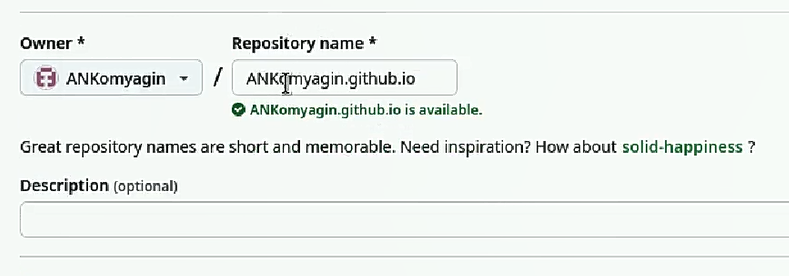 Owner * Repository name *
ANKomyagin / ANKomyagin.github.io
ANKomyagin.github.io is available.
Great repository names are short and memorable. Need inspiration? How about solid-happiness ?
Description (optional)